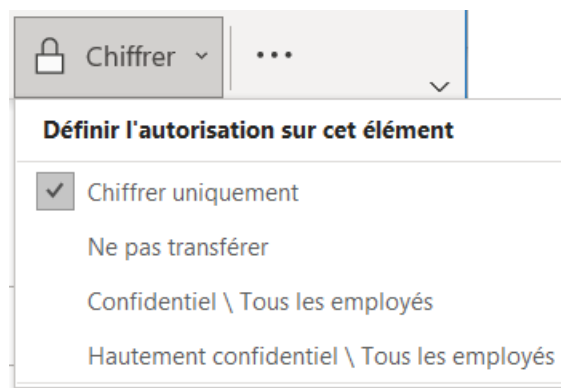 Chiffrer
Définir l'autorisation sur cet élément
Chiffrer uniquement
Ne pas transférer
Confidentiel \ Tous les employés
Hautement confidentiel \ Tous les employés